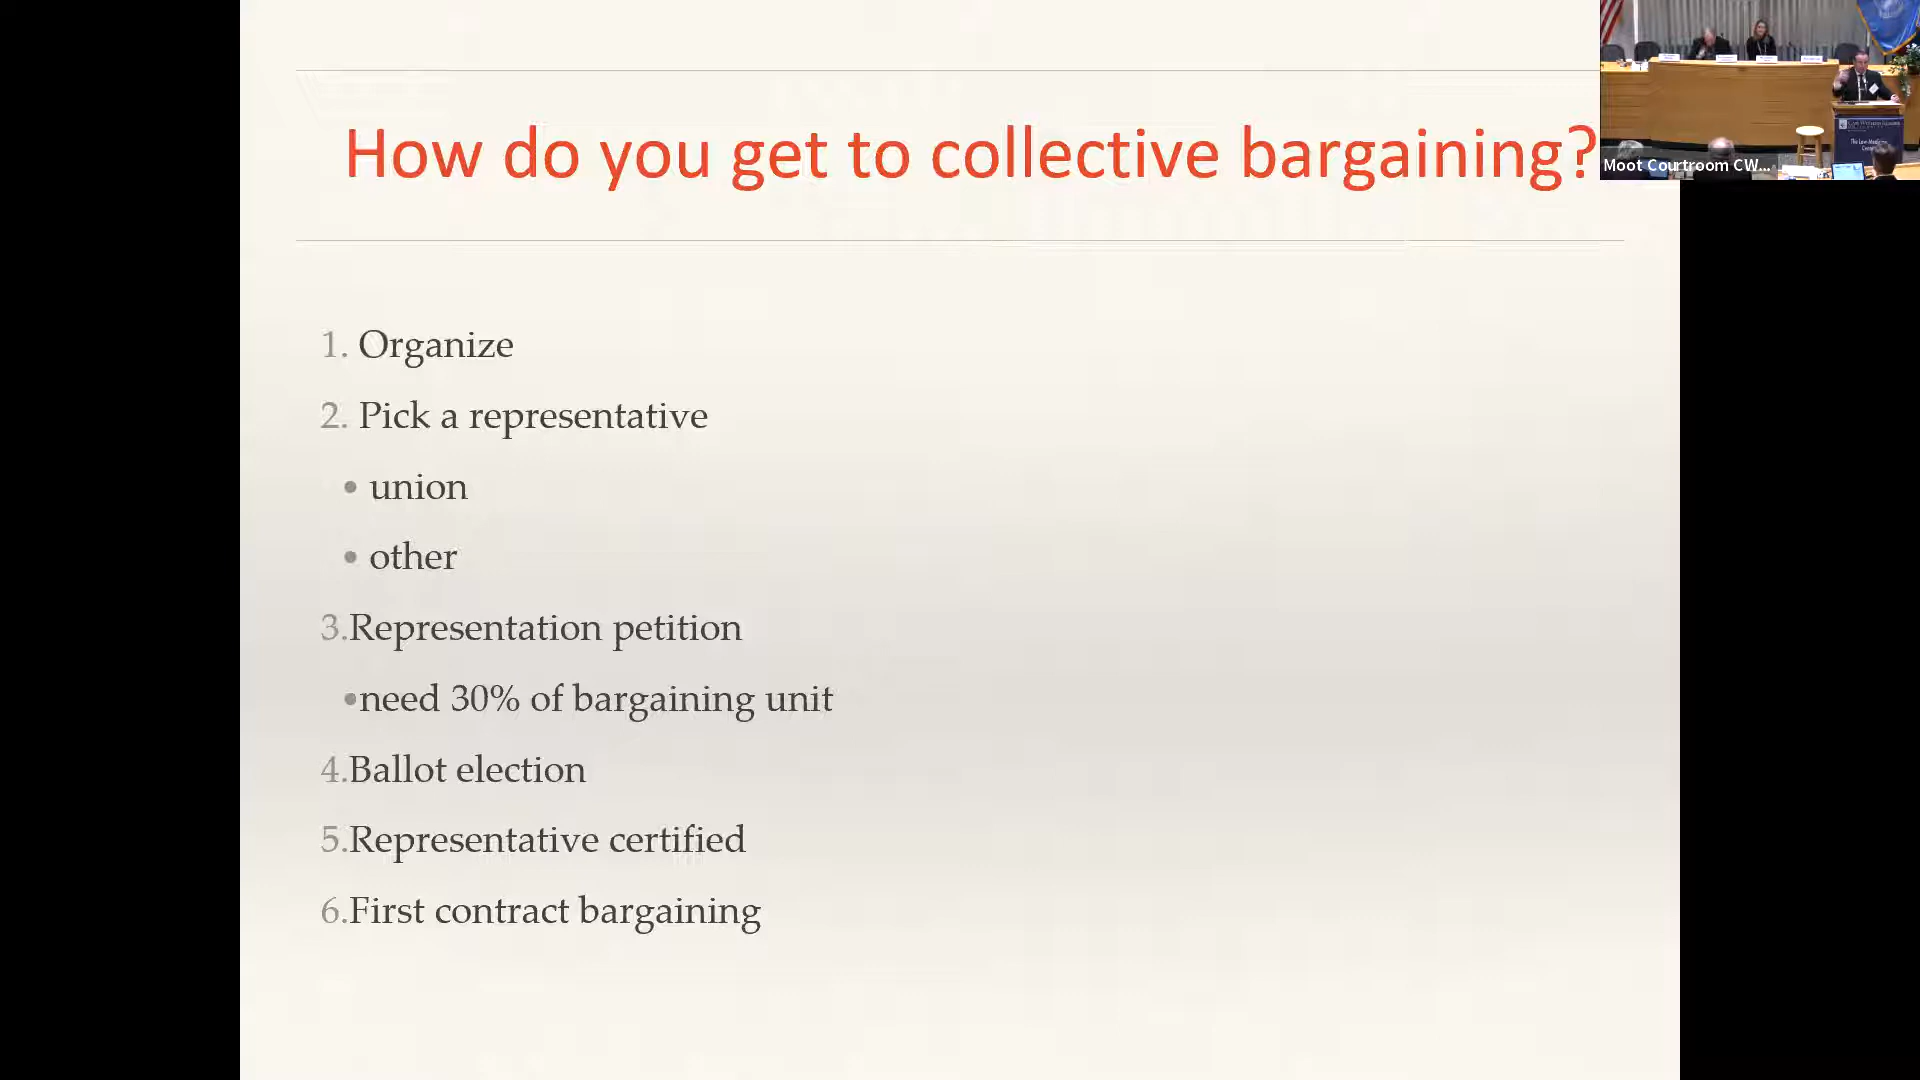 How do you get to collective bargaining?
Moot Courtroom CW...
1. Organize
2. Pick a representative
• union
• other
3.Representation petition
•need 30% of bargaining unit
4.Ballot election
5.Representative certified
6.First contract bargaining